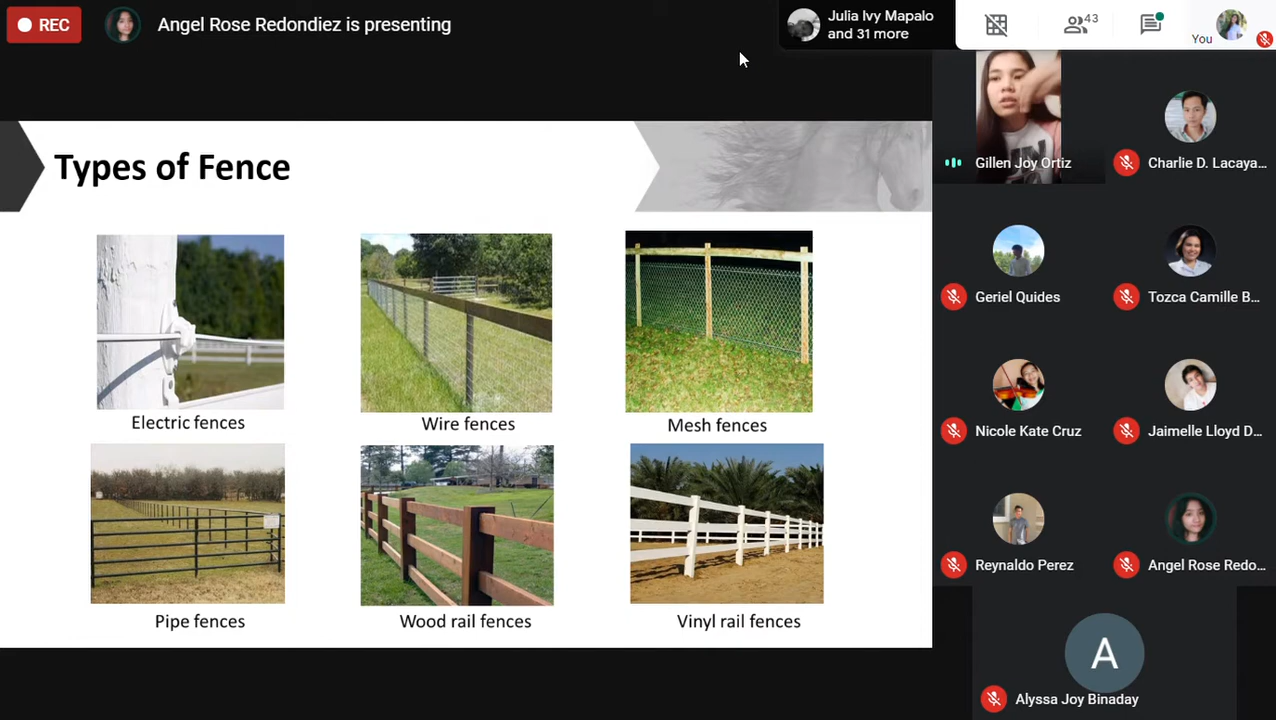 REC
Angel Rose Redondiez is presenting
Julia Ivy Mapalo
and 31 more
43
You
Types of Fence
Electric fences
Wire fences
Mesh fences
Pipe fences
Wood rail fences
Vinyl rail fences
Gillen Joy Ortiz
Charlie D. Lacaya...
Geriel Quides
Tozca Camille B...
Nicole Kate Cruz
Jaimelle Lloyd D...
Reynaldo Perez
Angel Rose Redo...
A
Alyssa Joy Binaday